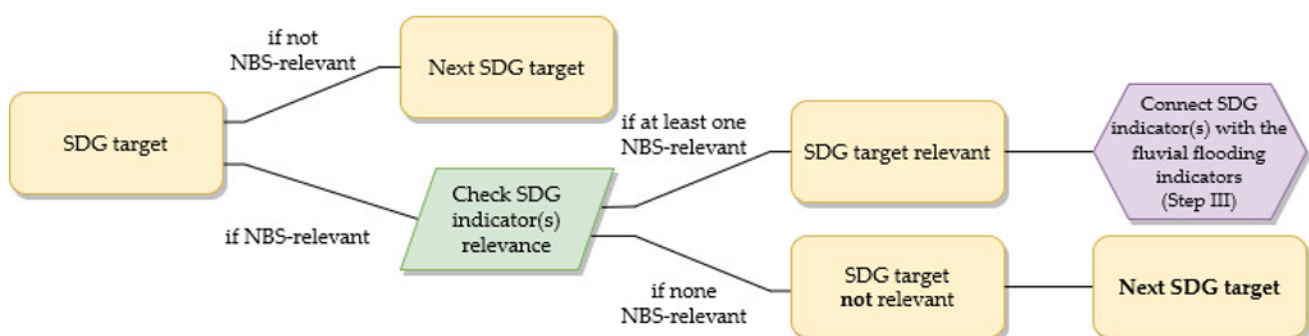 SDG target
if not
NBS-relevant
Next SDG target
if NBS-relevant
Check SDG
indicator(s)
relevance
if at least one
NBS-relevant
SDG target relevant
Connect SDG
indicator(s) with the
fluvial flooding
indicators
(Step III)
if none
NBS-relevant
SDG target
not relevant
Next SDG target